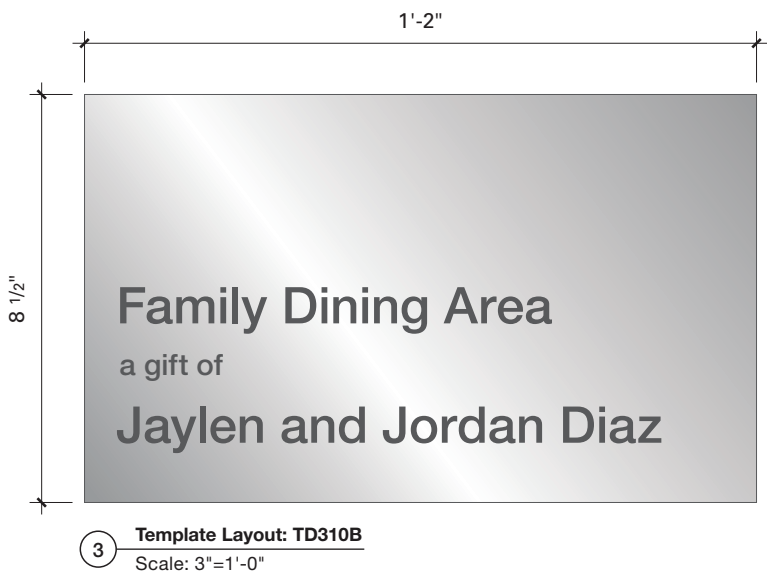 1'-2"
8 1/2"
Family Dining Area
a gift of
Jaylen and Jordan Diaz
3
Template Layout: TD310B
Scale: 3"=1'-0"